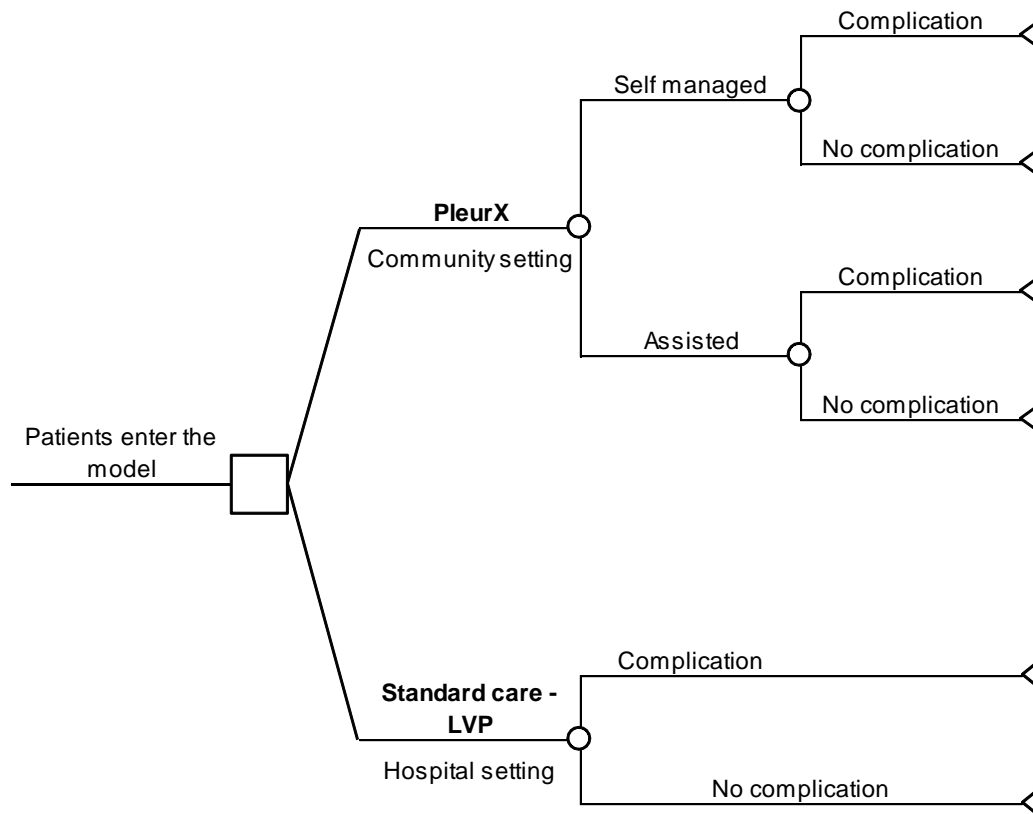 Complication
Self managed
No complication
PleurX
Community setting
Complication
Assisted
No complication
Patients enter the
model
Complication
Standard care -
LVP
Hospital setting
No complication